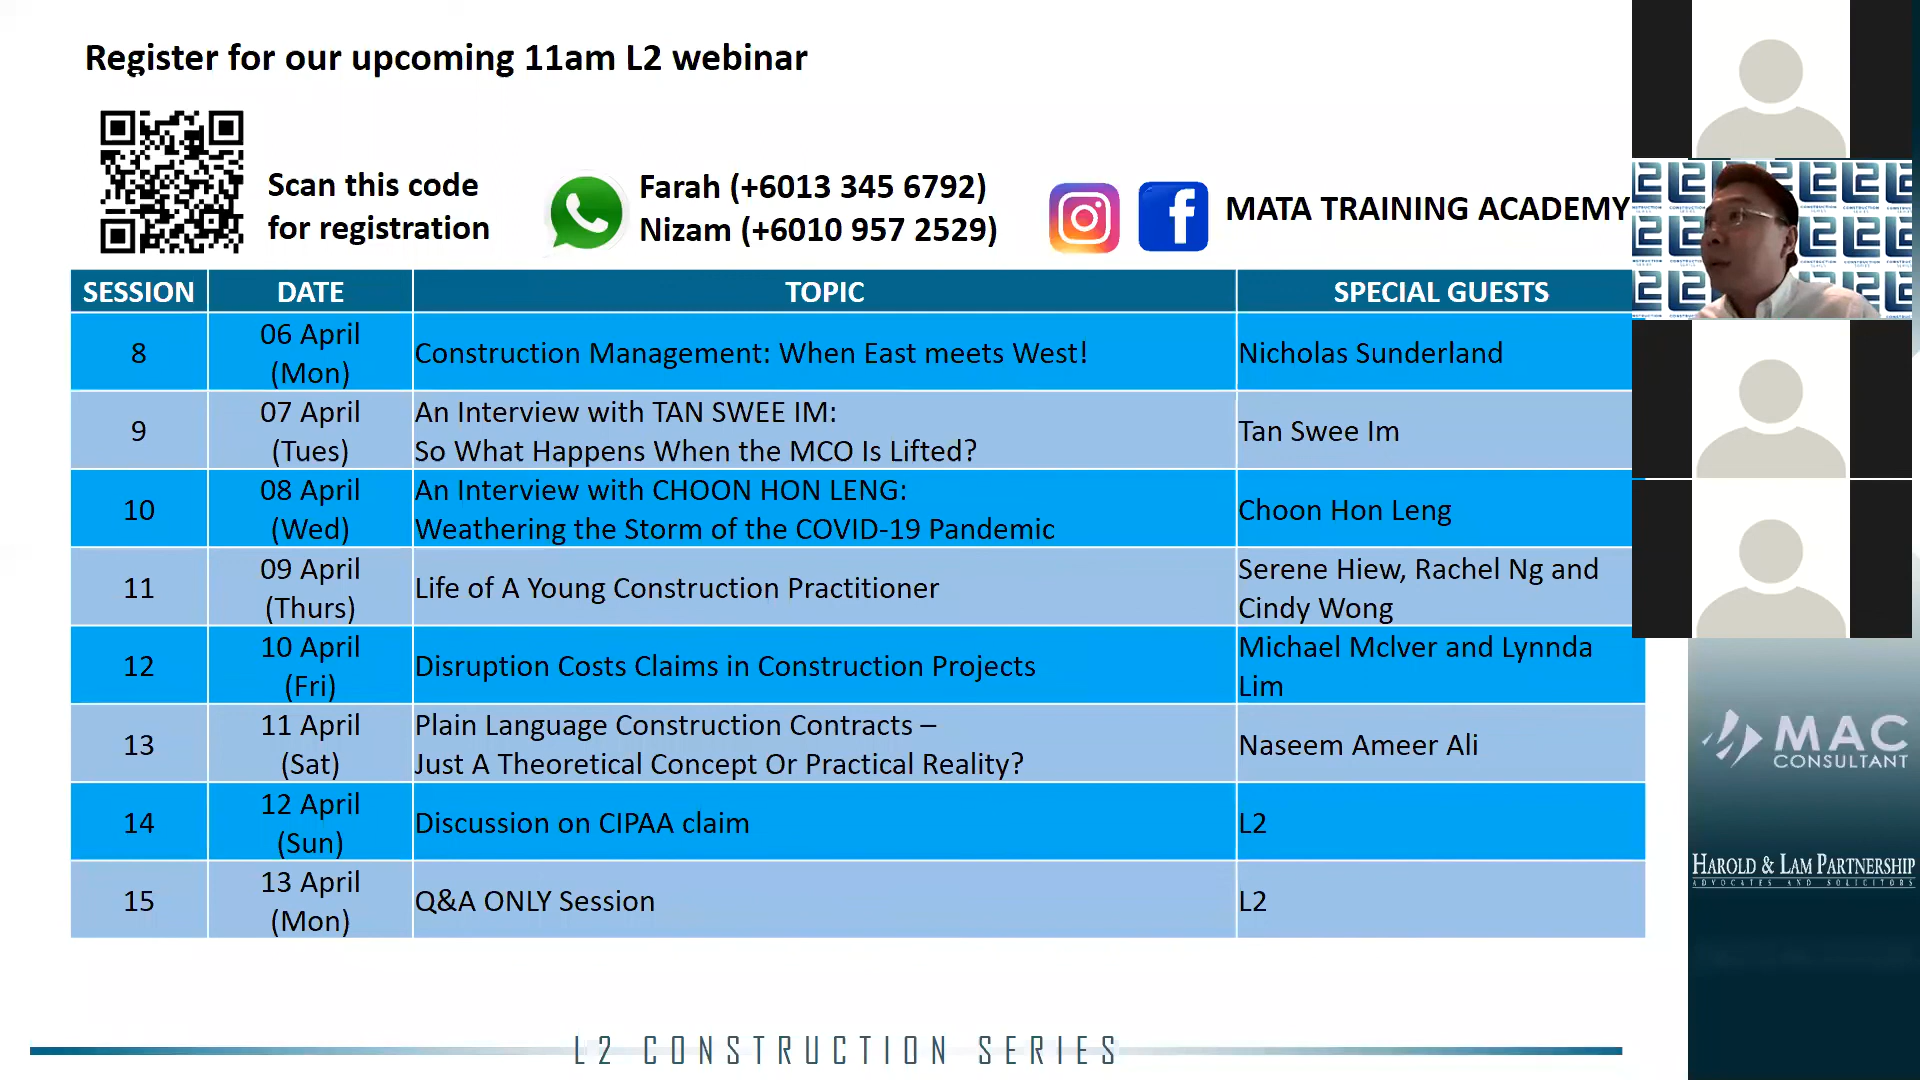 Register for our upcoming 11am L2 webinar
Scan this code
for registration
Farah (+6013 345 6792)
Nizam (+6010 957 2529)
MATA TRAINING ACADEMY
SESSION DATE TOPIC SPECIAL GUESTS
8
06 April
(Mon)
Construction Management: When East meets West!
Nicholas Sunderland
9
07 April
(Tues)
An Interview with TAN SWEE IM:
So What Happens When the MCO Is Lifted?
Tan Swee Im
10
08 April
(Wed)
An Interview with CHOON HON LENG:
Weathering the Storm of the COVID-19 Pandemic
Choon Hon Leng
11
09 April
(Thurs)
Life of A Young Construction Practitioner
Serene Hiew, Rachel Ng and
Cindy Wong
12
10 April
(Fri)
Disruption Costs Claims in Construction Projects
Michael McIver and Lynnda
Lim
13
11 April
(Sat)
Plain Language Construction Contracts –
Just A Theoretical Concept Or Practical Reality?
Naseem Ameer Ali
14
12 April
(Sun)
Discussion on CIPAA claim
L2
15
13 April
(Mon)
Q&A ONLY Session
L2
MAC
CONSULTANT
HAROLD & LAM PARTNERSHIP
ADVOCATES AND SOLICITORS
L2 CONSTRUCTION SERIES